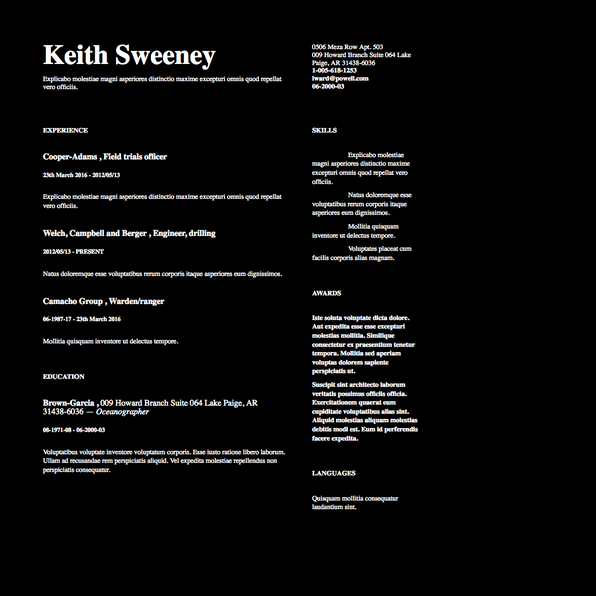 Keith Sweeney
Explicabo molestiae magni asperiores distinctio maxime excepturi omnis quod repellat
vero officiis.
0506 Meza Row Apt. 503
009 Howard Branch Suite 064 Lake
Paige, AR 31438-6036
1-005-618-1253
lward@powell.com
06-2000-03
EXPERIENCE
Cooper-Adams , Field trials officer
23th March 2016 - 2012/05/13
Explicabo molestiae magni asperiores distinctio maxime excepturi omnis quod repellat
vero officiis.
Welch, Campbell and Berger , Engineer, drilling
2012/05/13 - PRESENT
Natus doloremque esse voluptatibus rerum corporis itaque asperiores eum dignissimos.
Camacho Group , Warden/ranger
06-1987-17 - 23th March 2016
Mollitia quisquam inventore ut delectus tempore.
EDUCATION
Brown-Garcia , 009 Howard Branch Suite 064 Lake Paige, AR
31438-6036 — Oceanographer
08-1971-08 - 06-2000-03
Voluptatibus voluptate inventore voluptatum corporis. Esse iusto ratione libero laborum.
Ullam ad recusandae rem perspiciatis aliquid. Vel expedita molestiae repellendus non
perspiciatis consequatur.
SKILLS
Explicabo molestiae
magni asperiores distinctio maxime
excepturi omnis quod repellat vero
officiis.
Natus doloremque esse
voluptatibus rerum corporis itaque
asperiores eum dignissimos.
Mollitia quisquam
inventore ut delectus tempore.
Voluptates placeat cum
facilis corporis alias magnam.
AWARDS
Iste soluta voluptate dicta dolore.
Aut expedita esse esse excepturi
molestias mollitia. Similique
consectetur ex praesentium tenetur
tempora. Mollitia sed aperiam
voluptas dolorem sapiente
perspiciatis ut.
Suscipit sint architecto laborum
veritatis possimus officiis officia.
Exercitationem quaerat eum
cupiditate voluptatibus alias sint.
Aliquid molestias aliquam molestias
debitis modi est. Eum id perferendis
facere expedita.
LANGUAGES
Quisquam mollitia consequatur
laudantium sint.